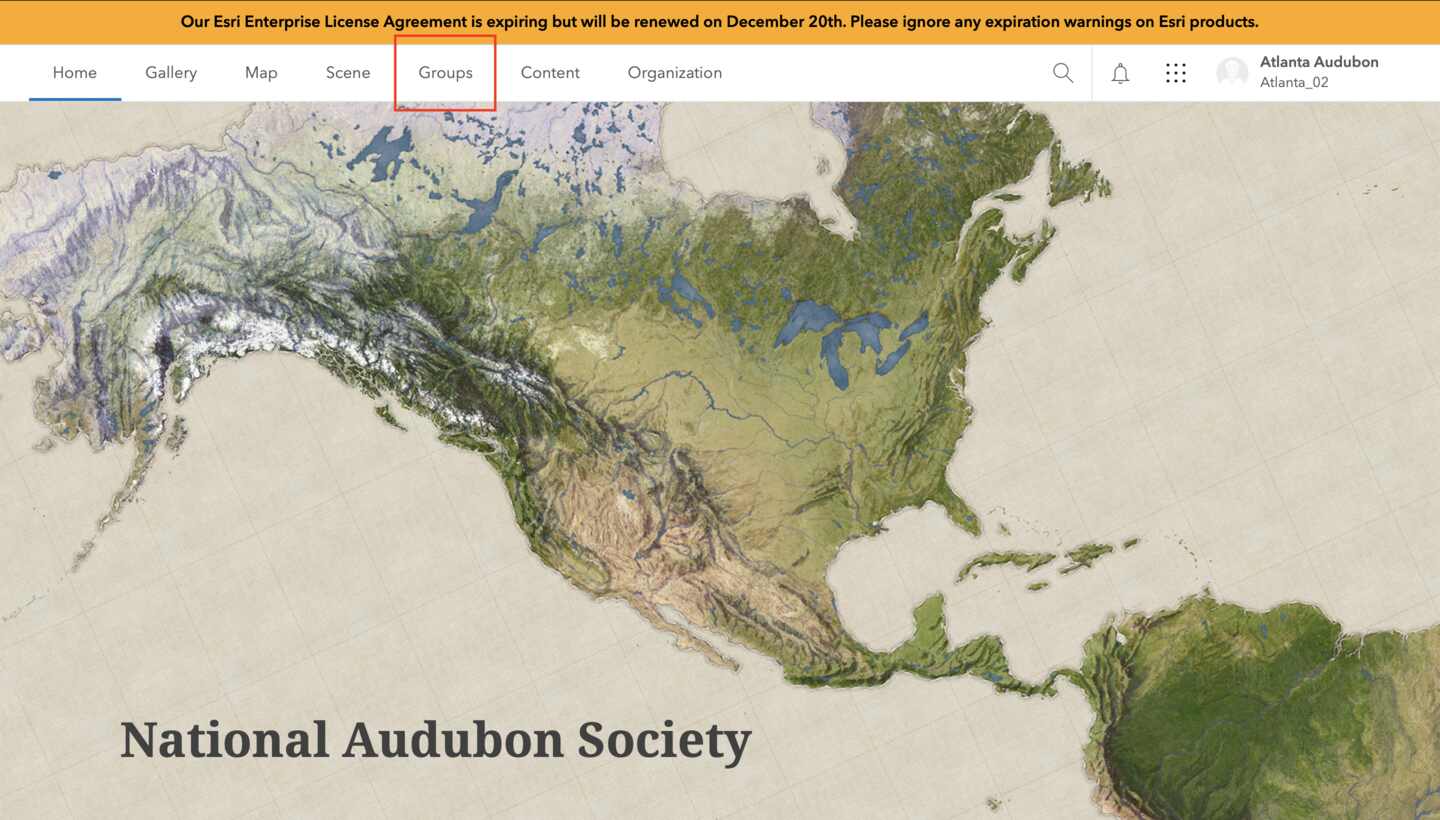 Our Esri Enterprise License Agreement is expiring but will be renewed on December 20th. Please ignore any expiration warnings on Esri products.
Home Gallery Map Scene Groups Content Organization
Atlanta Audubon
Atlanta_02
National Audubon Society